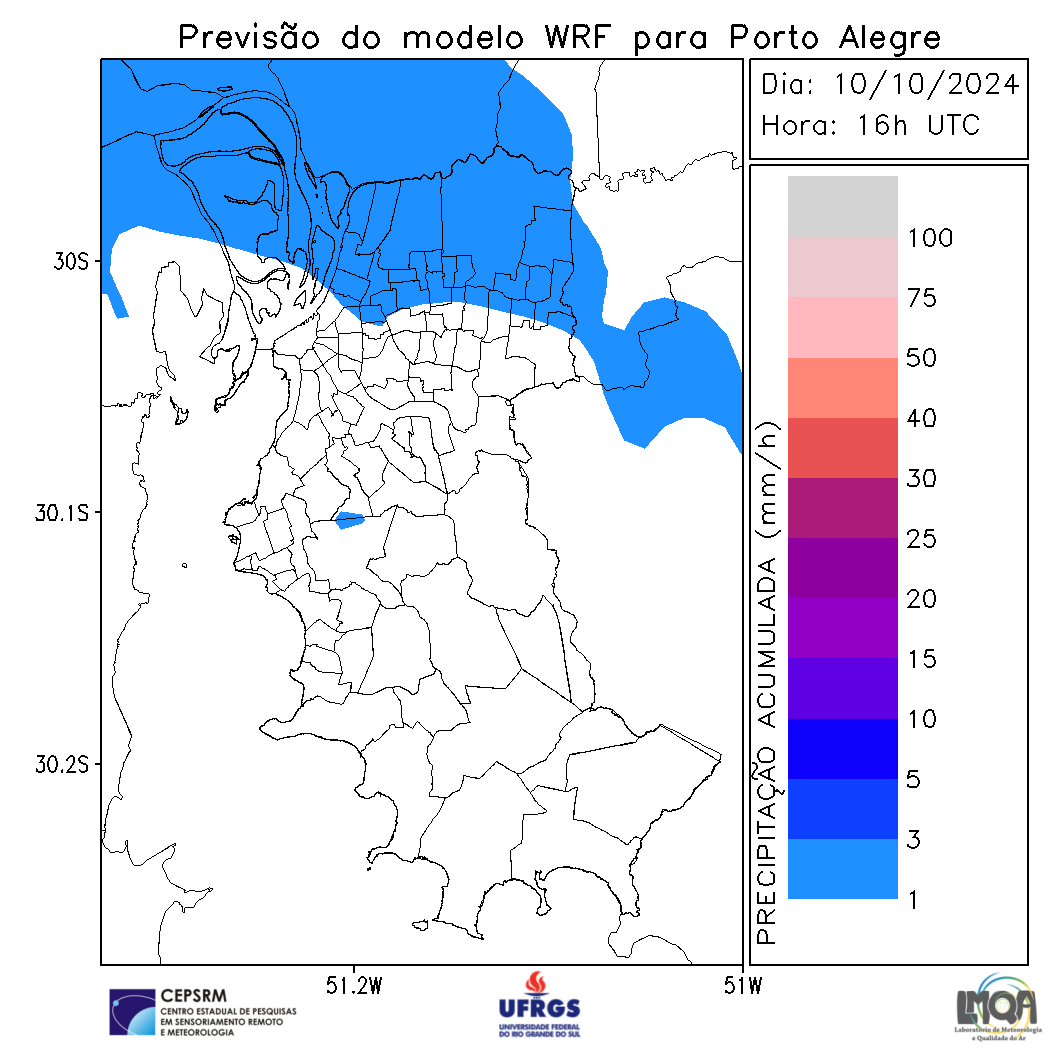 Previsão do modelo WRF para Porto Alegre
Dia: 10/10/2024
Hora: 16h UTC
30S
30.1S
30.2S
51.2W
51W
PRECIPITAÇÃO ACUMULADA (mm/h)
100
75
50
40
30
25
20
15
10
5
3
1
CEPSRM
CENTRO ESTADUAL DE PESQUISAS
EM SENSORIAMENTO REMOTO
E METEOROLOGIA
UFRGS
UNIVERSIDADE FEDERAL
DO RIO GRANDE DO SUL
LMQA
Laboratório de Meteorologia
e Qualidade do Ar